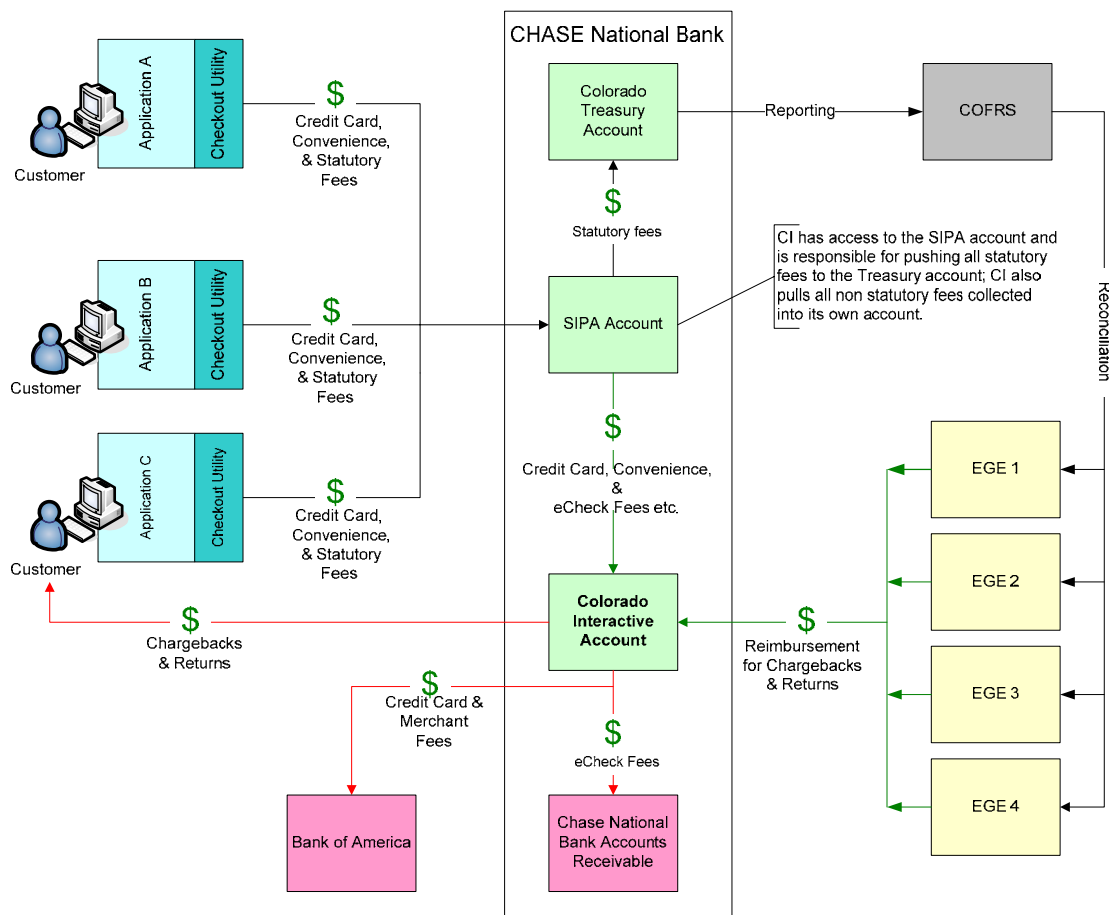 CHASE National Bank
Application A
Checkout Utility
Customer
$
Credit Card,
Convenience,
& Statutory
Fees
Colorado
Treasury
Account
Reporting
COFRS
$
Statutory fees
CI has access to the SIPA account and
is responsible for pushing all statutory
fees to the Treasury account; CI also
pulls all non statutory fees collected
into its own account.
Reconciliation
Application B
Checkout Utility
Customer
$
Credit Card,
Convenience,
& Statutory
Fees
SIPA Account
$
Credit Card, Convenience,
&
eCheck Fees etc.
Application C
Checkout Utility
Customer
$
Credit Card,
Convenience,
& Statutory
Fees
EGE 1
EGE 2
EGE 3
EGE 4
Colorado
Interactive
Account
$
Chargebacks
& Returns
$
Reimbursement
for Chargebacks
& Returns
$
Credit Card &
Merchant
Fees
$
eCheck Fees
Bank of America
Chase National
Bank Accounts
Receivable